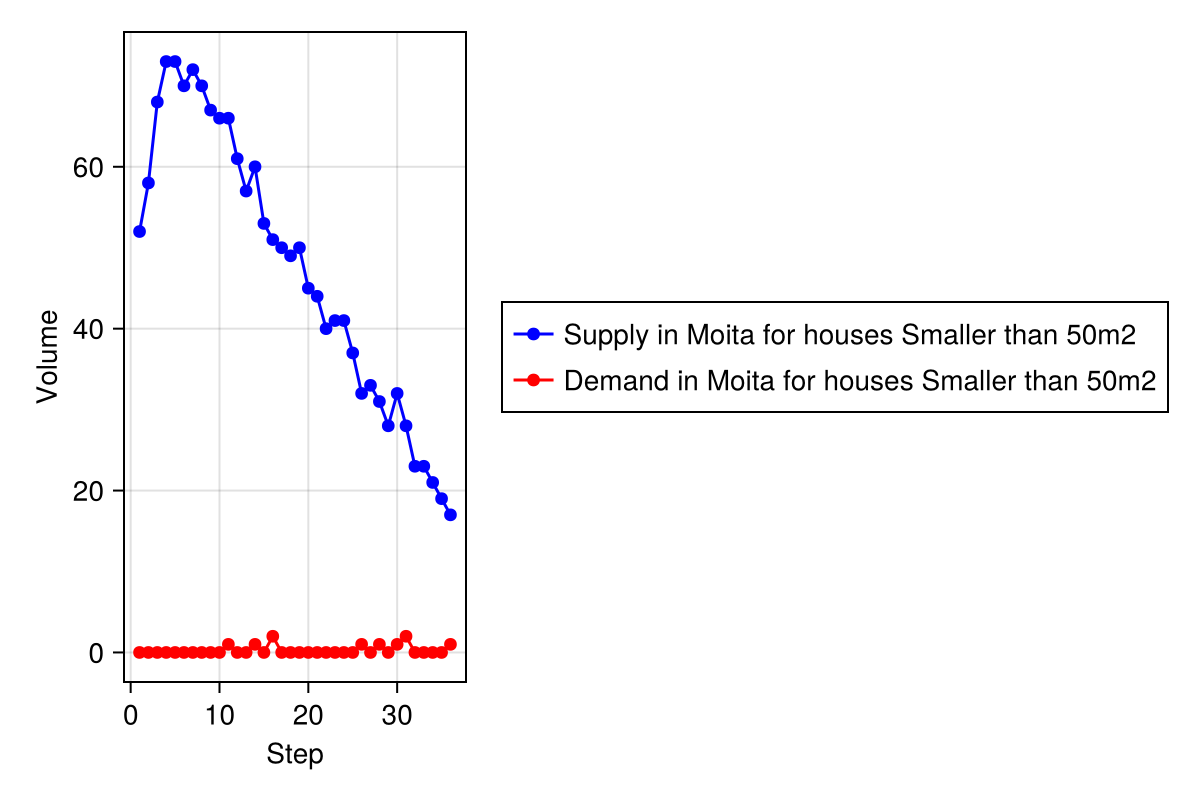 60
40
20
0
Volume
0 10 20 30
Step
Supply in Moita for houses Smaller than 50m2
Demand in Moita for houses Smaller than 50m2